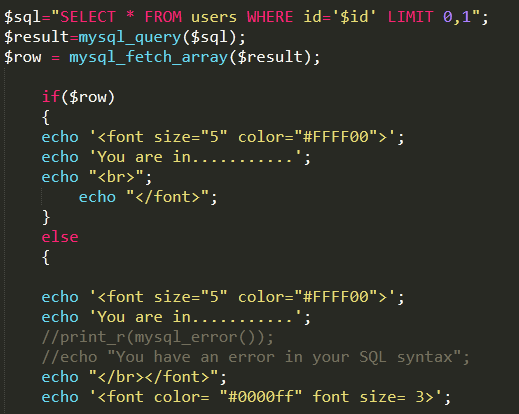 $sql="SELECT * FROM users WHERE id='$id' LIMIT 0,1";
$result=mysql_query($sql);
$row = mysql_fetch_array($result);
if($row)
{
echo '<font size="5" color="#FFFF00">';
echo 'You are in...........';
echo "<br>";
echo "</font>";
}
else
{
echo '<font size="5" color="#FFFF00">';
echo 'You are in...........';
//print_r(mysql_error());
//echo "You have an error in your SQL syntax";
echo "</br></font>";
echo '<font color= "#0000ff" font size= 3>';